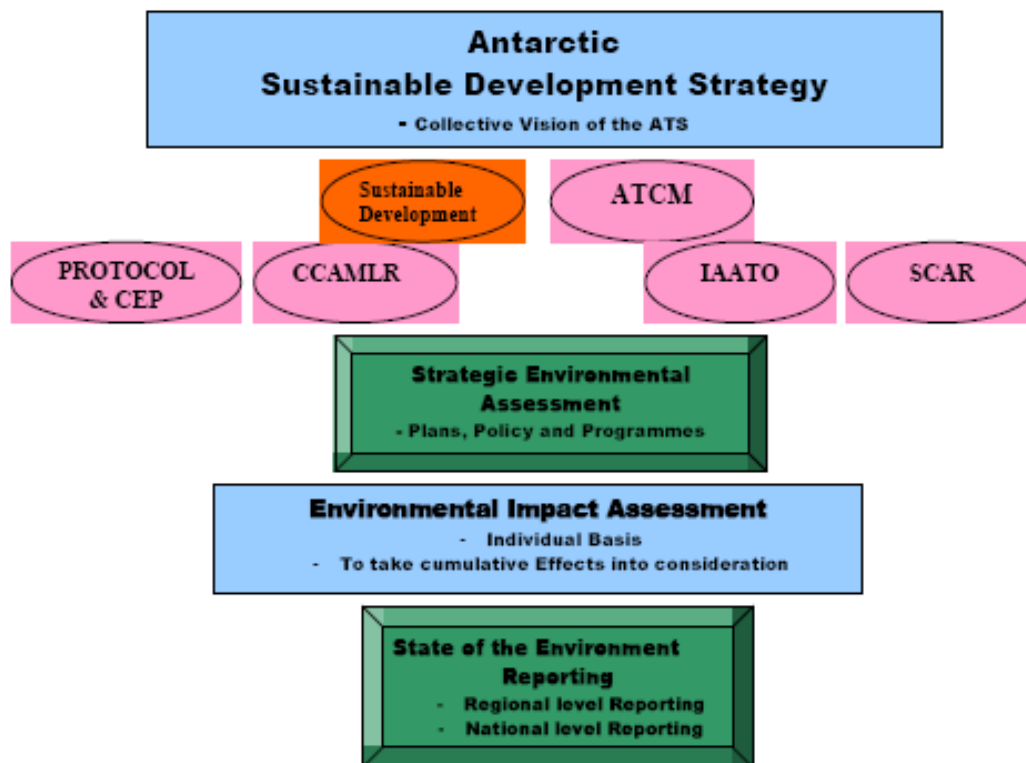 Antarctic
Sustainable Development Strategy
- Collective Vision of the ATS
Sustainable
Development
ATCM
PROTOCOL
& CEP
CCAMLR
IAATO
SCAR
Strategic Environmental
Assessment
- Plans, Policy and Programmes
Environmental Impact Assessment
- Individual Basis
- To take cumulative Effects into consideration
State of the Environment
Reporting
- Regional level Reporting
- National level Reporting